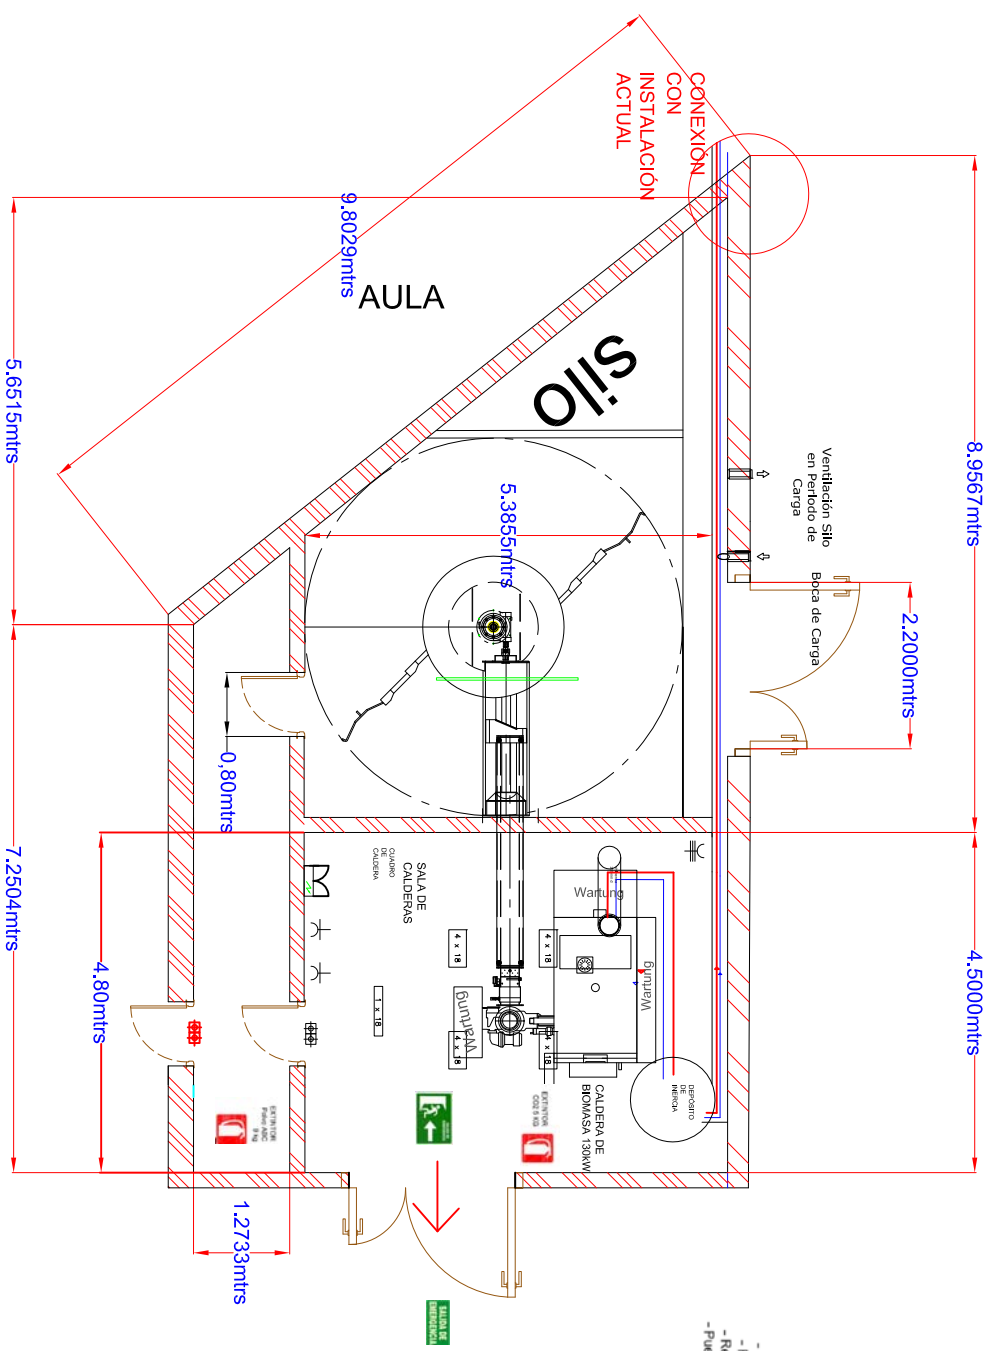 CONEXIÓN
CON
INSTALACIÓN
ACTUAL
9.8029mtrs
AULA
5.6515mtrs
silo
8.9567mtrs
Ventilación Silo
en Período de
Carga
Boca de Carga
2.2000mtrs
5.3855mtrs
0,80mtrs
7.2504mtrs
4.80mtrs
4.5000mtrs
SALA DE
CALDERAS
CUADRO
DE
CALDERA
Wartung
Wartung
Wartung
4 x 18
4 x 18
4 x 18
4 x 18
1 x 18
DEPÓSITO
DE
INERCIA
CALDERA DE
BIOMASA 130kW
EXTINTOR
CO2 5 KG
EXTINTOR
Polvo ABC
9 kg
1.2733mtrs
SALIDA DE
EMERGENCIA
- Pue